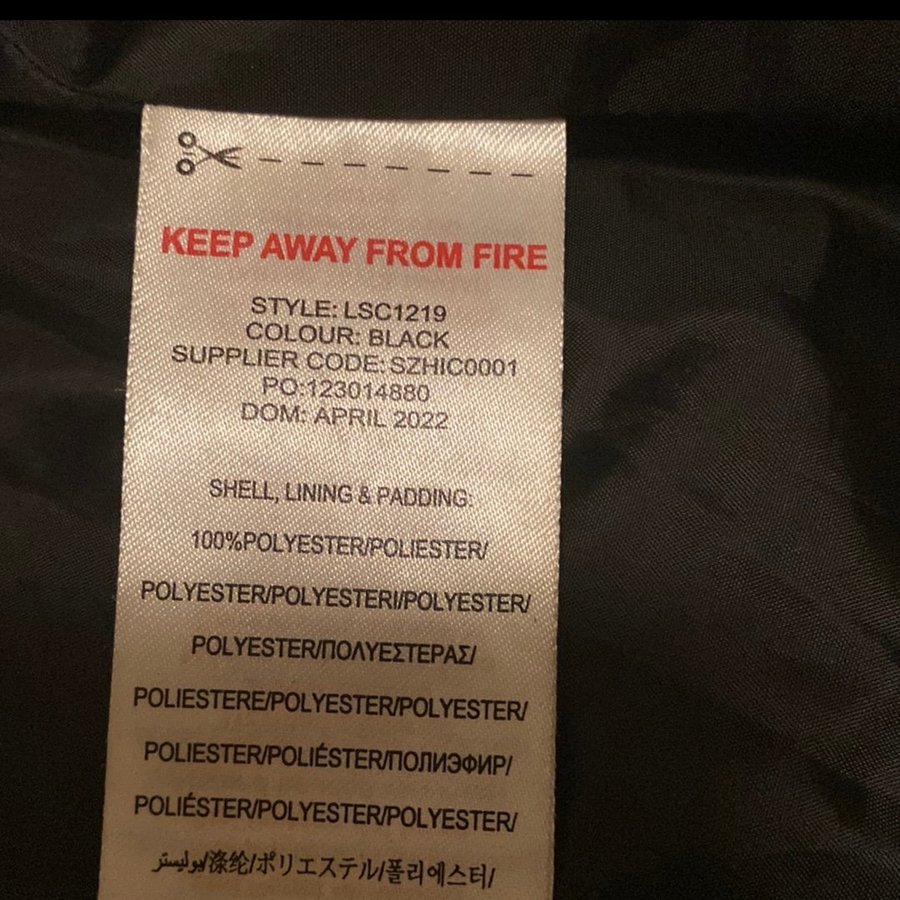 KEEP AWAY FROM FIRE
STYLE: LSC1219
COLOUR: BLACK
SUPPLIER CODE: SZHIC0001
PO:123014880
DOM: APRIL 2022
SHELL, LINING & PADDING:
100%POLYESTER/POLIESTER/
POLYESTER/POLYESTERI/POLYESTER/
POLYESTER/ΠΟΛΥΕΣΤΕΡΑΣ/
POLIESTERE/POLYESTER/POLYESTER/
POLIESTER/POLIÉSTER/ПОЛИЭФИР/
POLIÉSTER/POLYESTER/POLYESTER/
بوليستر/涤纶/ポリエステル/폴리에스터/